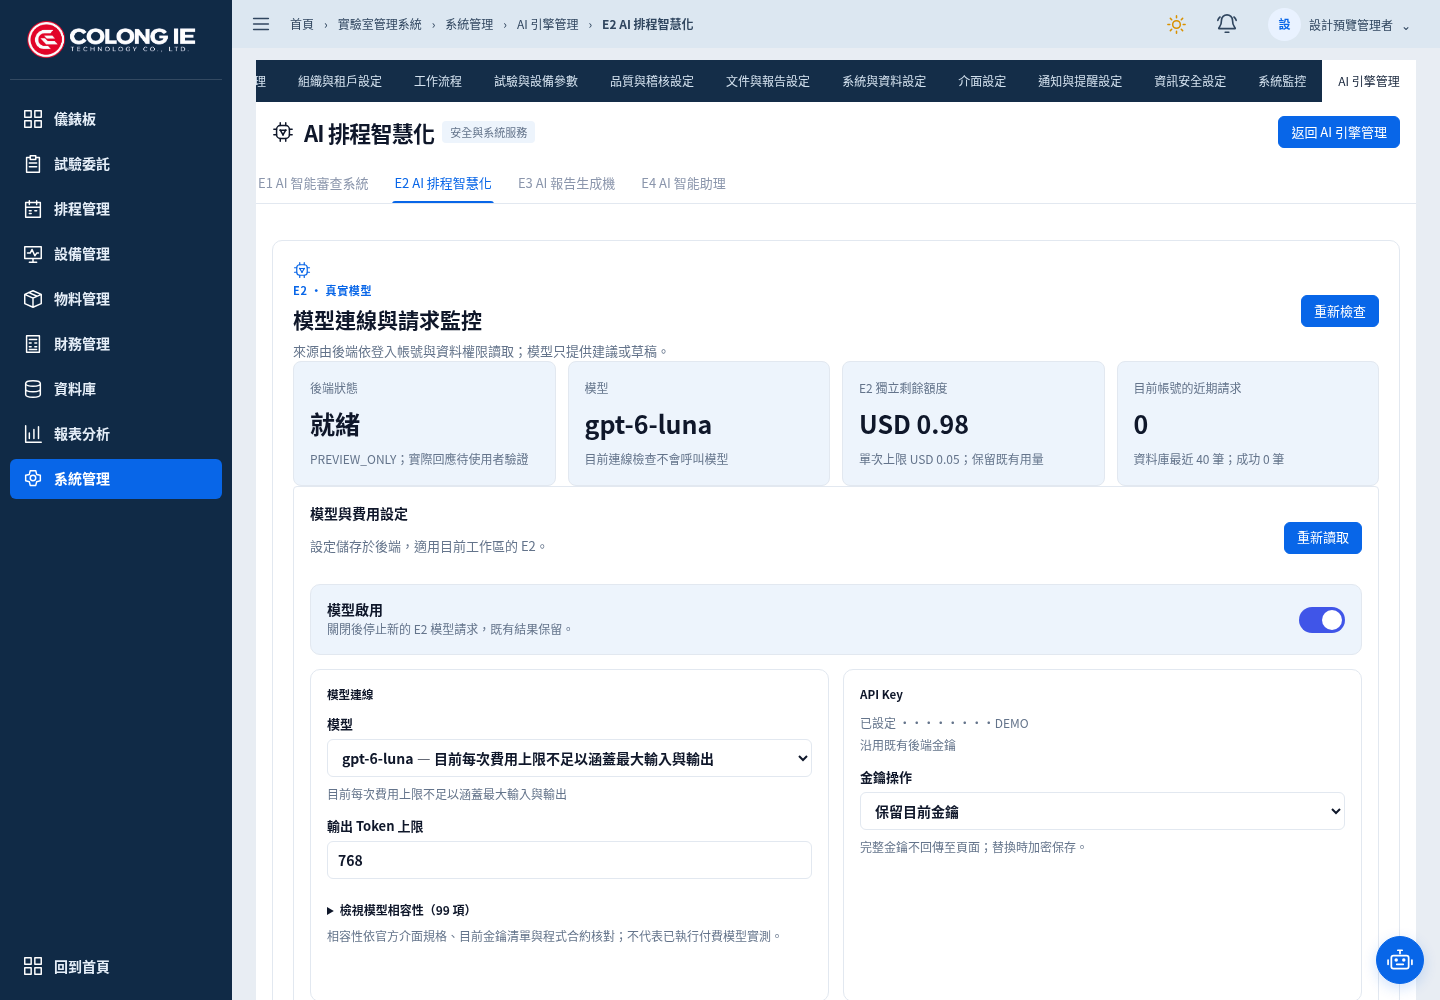 COLONG IE
TECHNOLOGY CO., LTD.
儀錶板
試驗委託
排程管理
設備管理
物料管理
財務管理
資料庫
報表分析
系統管理
回到首頁
首頁 › 實驗室管理系統 › 系統管理 › AI 引擎管理 › E2 AI 排程智慧化
設 設計預覽管理者
理 組織與租戶設定 工作流程 試驗與設備參數 品質與稽核設定 文件與報告設定 系統與資料設定 介面設定 通知與提醒設定 資訊安全設定 系統監控 AI 引擎管理
AI 排程智慧化 安全與系統服務
返回 AI 引擎管理
E1 AI 智能審查系統 E2 AI 排程智慧化 E3 AI 報告生成機 E4 AI 智能助理
E2 · 真實模型
模型連線與請求監控
重新檢查
來源由後端依登入帳號與資料權限讀取；模型只提供建議或草稿。
後端狀態
就緒
PREVIEW_ONLY；實際回應待使用者驗證
模型
gpt-6-luna
目前連線檢查不會呼叫模型
E2 獨立剩餘額度
USD 0.98
單次上限 USD 0.05；保留既有用量
目前帳號的近期請求
0
資料庫最近 40 筆；成功 0 筆
模型與費用設定
設定儲存於後端，適用目前工作區的 E2。
重新讀取
模型啟用
關閉後停止新的 E2 模型請求，既有結果保留。
模型連線
模型
gpt-6-luna — 目前每次費用上限不足以涵蓋最大輸入與輸出
目前每次費用上限不足以涵蓋最大輸入與輸出
輸出 Token 上限
768
▶ 檢視模型相容性（99 項）
相容性依官方介面規格、目前金鑰清單與程式合約核對；不代表已執行付費模型實測。
API Key
已設定 ・・・・・・・・DEMO
沿用既有後端金鑰
金鑰操作
保留目前金鑰
完整金鑰不回傳至頁面；替換時加密保存。